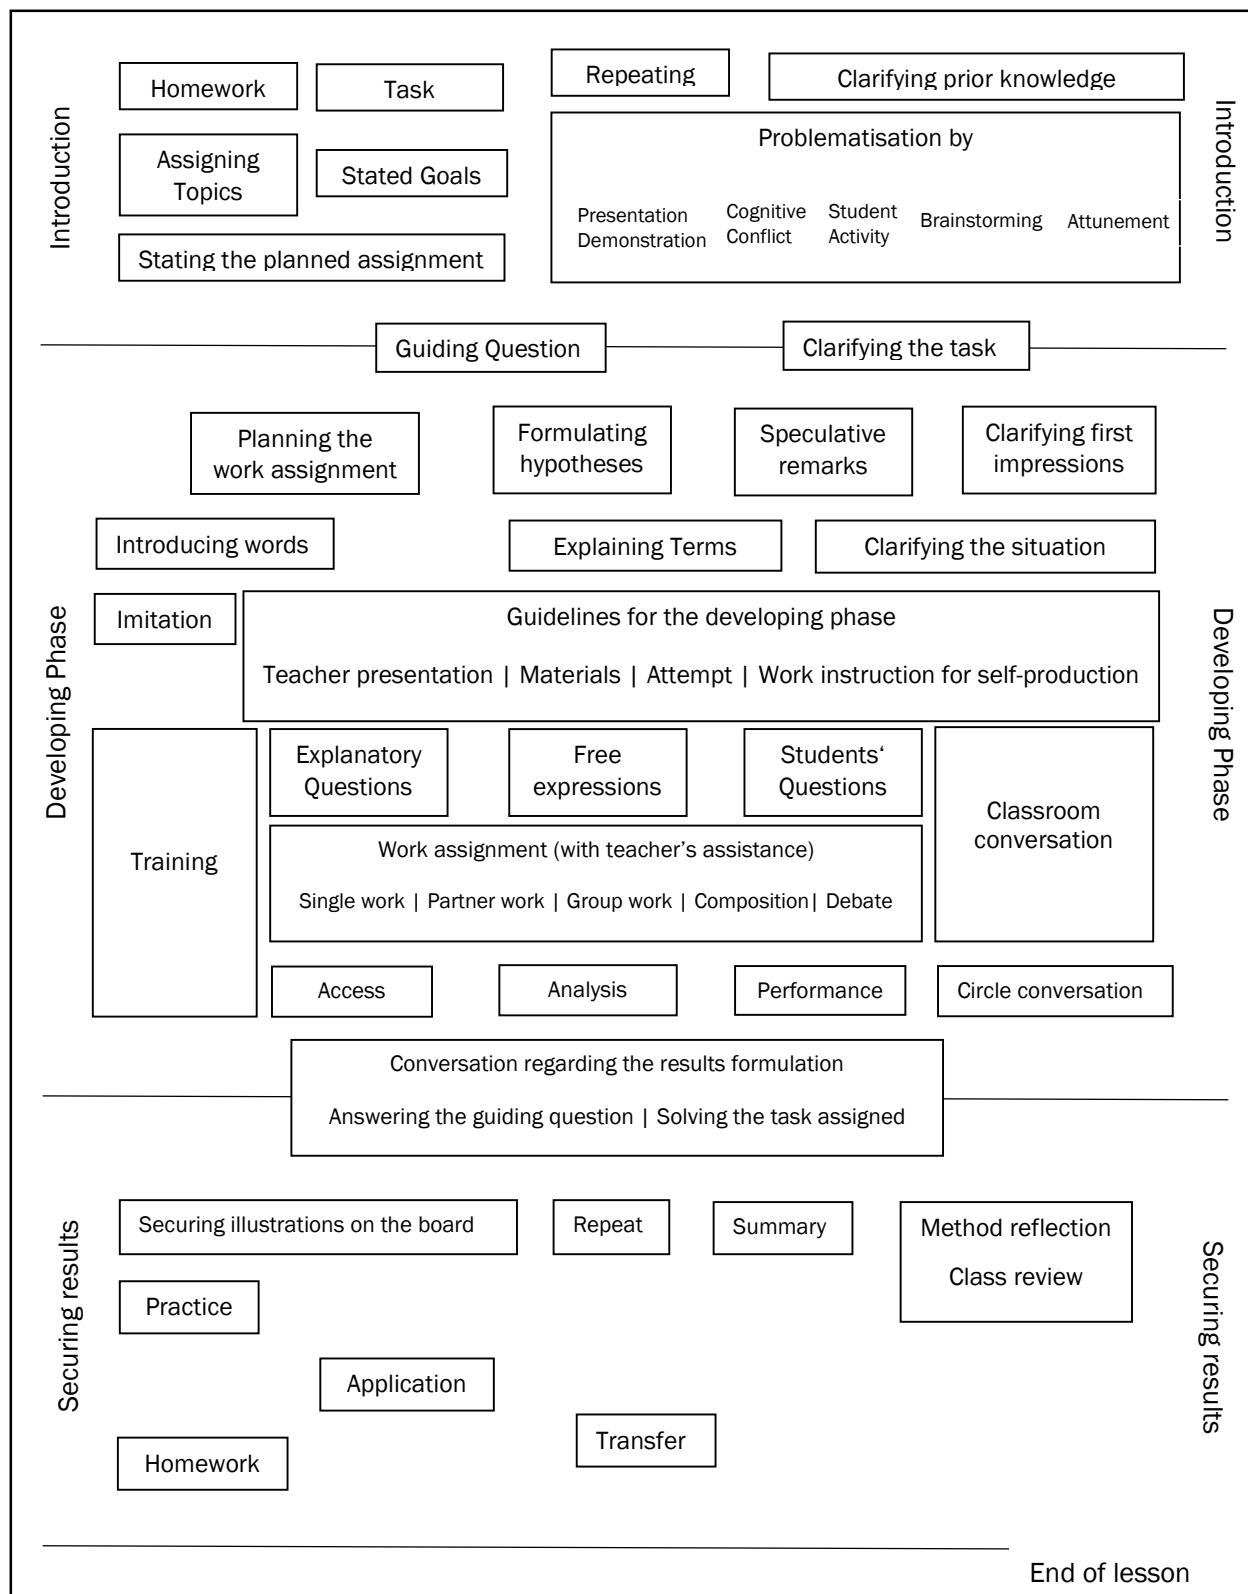 Introduction
Homework
Task
Repeating
Clarifying prior knowledge
Introduction
Assigning
Topics
Stated Goals
Problematisation by
Presentation
Demonstration
Cognitive
Conflict
Student
Activity
Brainstorming
Attunement
Stating the planned assignment
Guiding Question
Clarifying the task
Developing Phase
Planning the
work assignment
Formulating
hypotheses
Speculative
remarks
Clarifying first
impressions
Developing Phase
Introducing words
Explaining Terms
Clarifying the situation
Imitation
Guidelines for the developing phase
Teacher presentation | Materials | Attempt | Work instruction for self-production
Training
Explanatory
Questions
Free
expressions
Students‘
Questions
Classroom
conversation
Work assignment (with teacher’s assistance)
Single work | Partner work | Group work | Composition| Debate
Access
Analysis
Performance
Circle conversation
Conversation regarding the results formulation
Answering the guiding question | Solving the task assigned
Securing results
Securing illustrations on the board
Repeat
Summary
Method reflection
Class review
Securing results
Practice
Application
Transfer
Homework
End of lesson